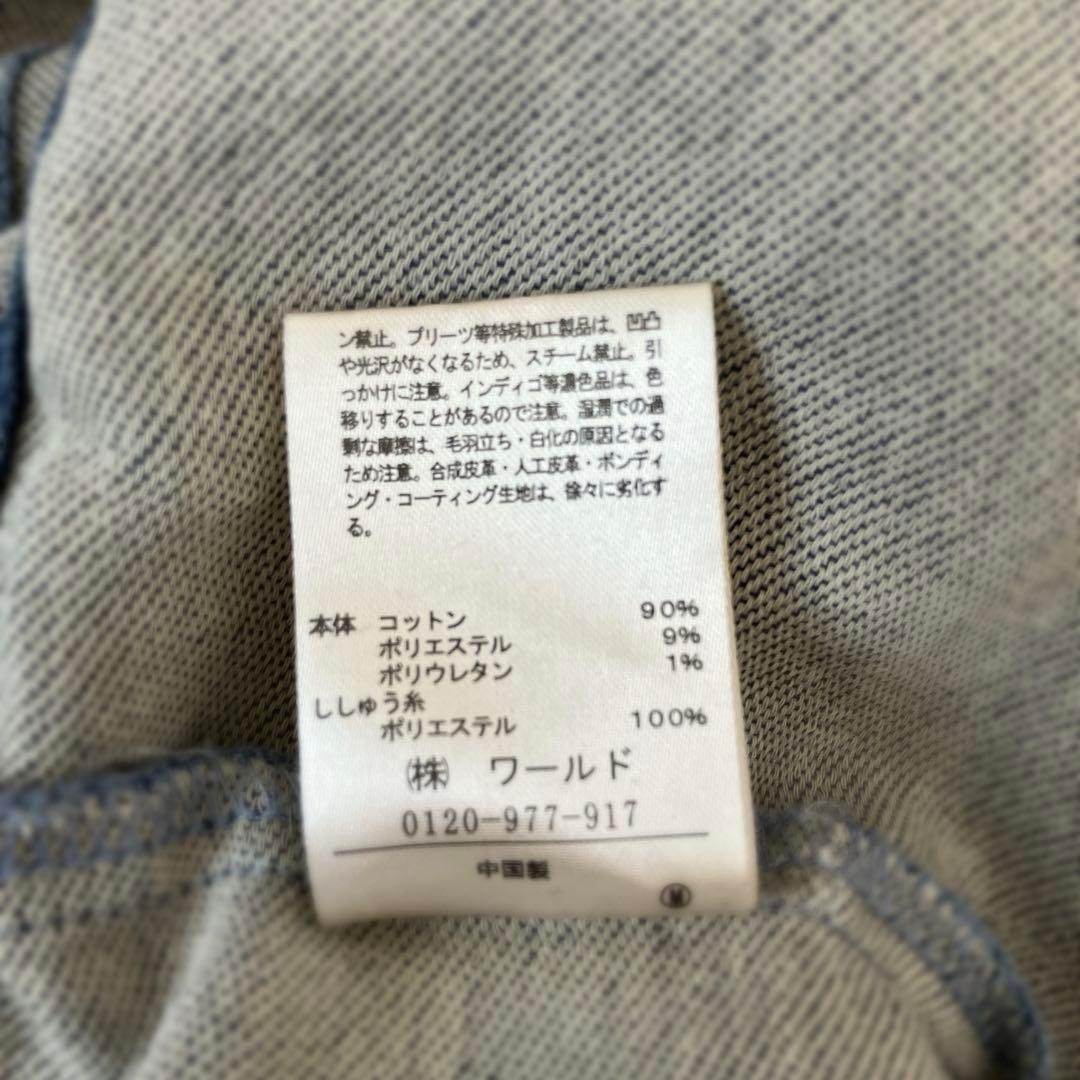 ン禁止。プリーツ等特殊加工製品は、凹凸
や光沢がなくなるため、スチーム禁止。引
っかけに注意。インディゴ等濃色品は、色
移りすることがあるので注意。湿潤での過
剰な摩擦は、毛羽立ち・白化の原因となる
ため注意。合成皮革・人工皮革・ボンディ
ング・コーティング生地は、徐々に劣化す
る。
本体 コットン 90%
ポリエステル 9%
ポリウレタン 1%
ししゅう糸
ポリエステル 100%
㈱ ワールド
0120-977-917
中国製
Ⓜ